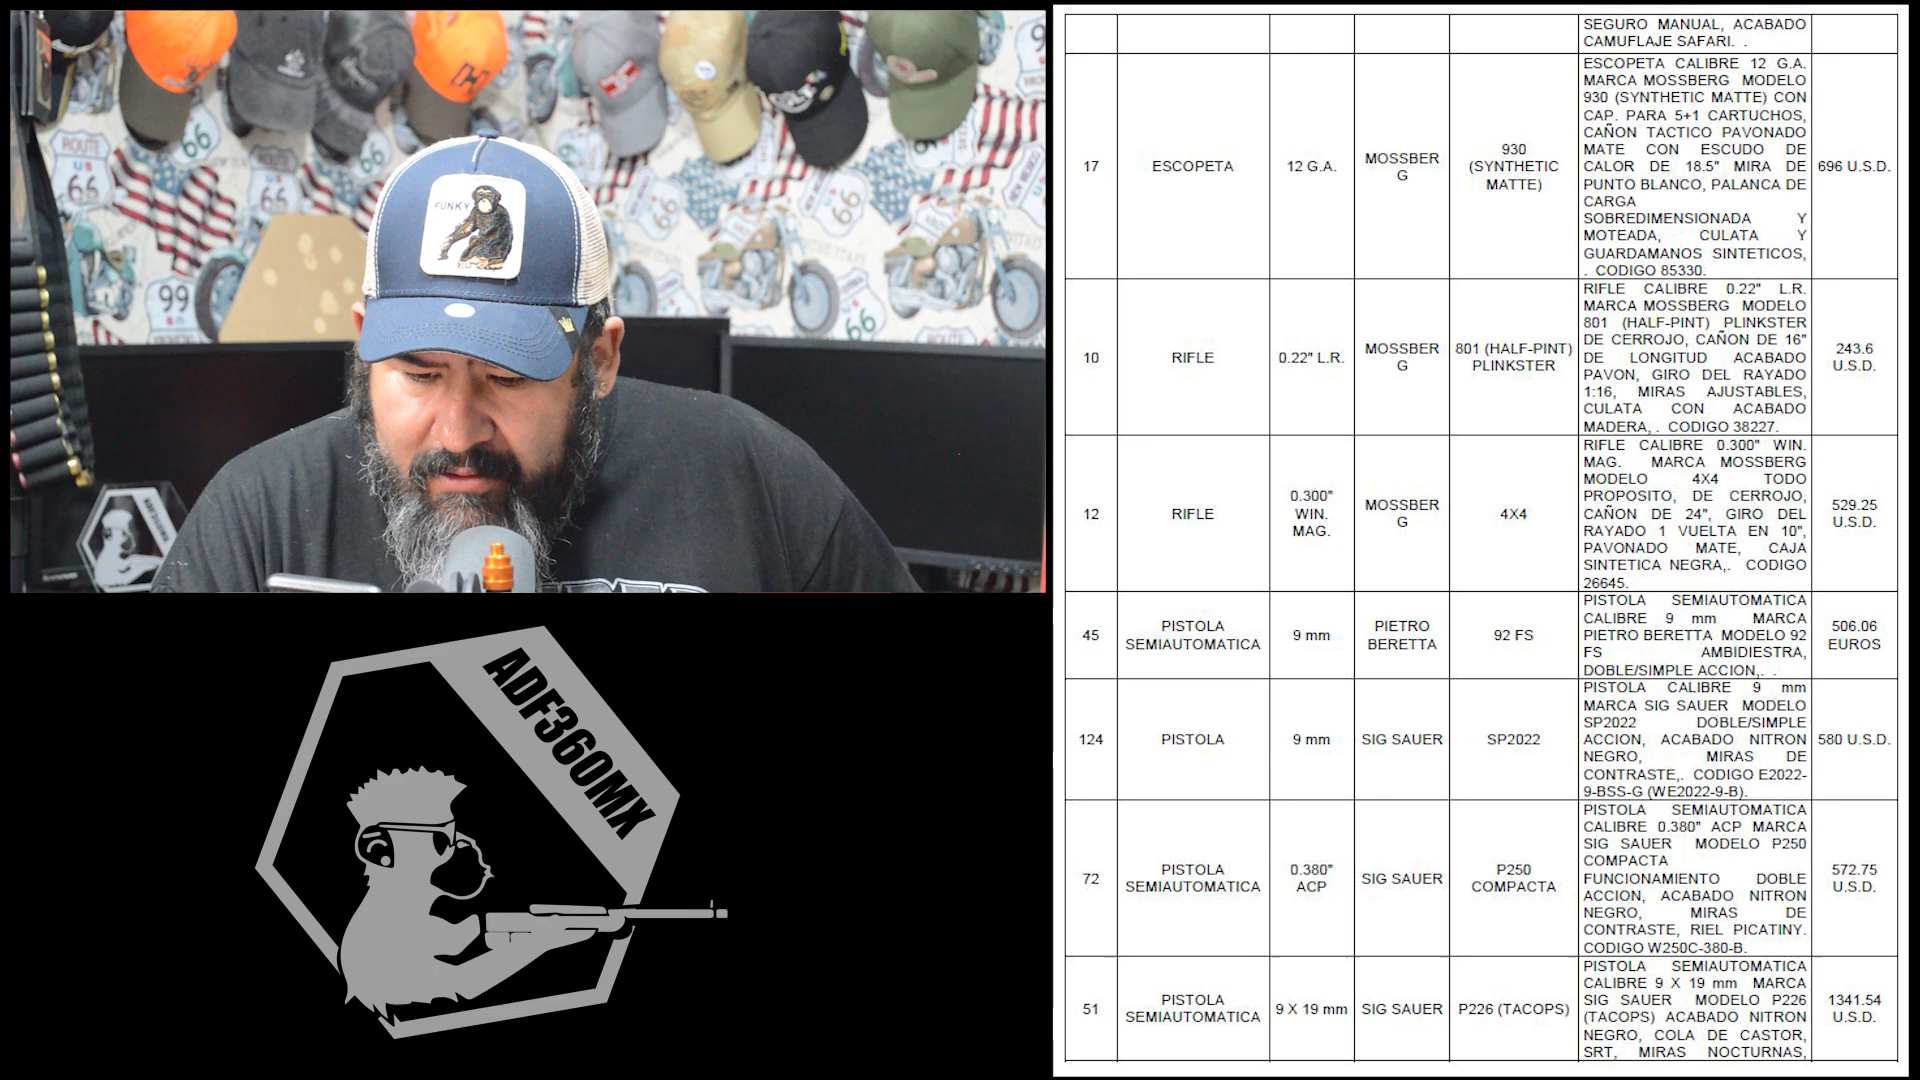 FUNKY
ROUTE
US
66
66
99
66
66
ADF360MX
SEGURO MANUAL, ACABADO
CAMUFLAJE SAFARI. .
17
ESCOPETA
12 G.A.
MOSSBER
G
930
(SYNTHETIC
MATTE)
ESCOPETA CALIBRE 12 G.A.
MARCA MOSSBERG MODELO
930 (SYNTHETIC MATTE) CON
CAP. PARA 5+1 CARTUCHOS,
CAÑON TACTICO PAVONADO
MATE CON ESCUDO DE
CALOR DE 18.5" MIRA DE
PUNTO BLANCO, PALANCA DE
CARGA
SOBREDIMENSIONADA Y
MOTEADA, CULATA Y
GUARDAMANOS SINTETICOS,
. CODIGO 85330.
696 U.S.D.
10
RIFLE
0.22" L.R.
MOSSBER
G
801 (HALF-PINT)
PLINKSTER
RIFLE CALIBRE 0.22" L.R.
MARCA MOSSBERG MODELO
801 (HALF-PINT) PLINKSTER
DE CERROJO, CAÑON DE 16"
DE LONGITUD ACABADO
PAVON, GIRO DEL RAYADO
1:16, MIRAS AJUSTABLES,
CULATA CON ACABADO
MADERA, . CODIGO 38227.
243.6
U.S.D.
12
RIFLE
0.300"
WIN.
MAG.
MOSSBER
G
4X4
RIFLE CALIBRE 0.300" WIN.
MAG. MARCA MOSSBERG
MODELO 4X4 TODO
PROPOSITO, DE CERROJO,
CAÑON DE 24", GIRO DEL
RAYADO 1 VUELTA EN 10",
PAVONADO MATE, CAJA
SINTETICA NEGRA,. CODIGO
26645.
529.25
U.S.D.
45
PISTOLA
SEMIAUTOMATICA
9 mm
PIETRO
BERETTA
92 FS
PISTOLA SEMIAUTOMATICA
CALIBRE 9 mm MARCA
PIETRO BERETTA MODELO 92
FS AMBIDIESTRA,
DOBLE/SIMPLE ACCION,. .
506.06
EUROS
124
PISTOLA
9 mm
SIG SAUER
SP2022
PISTOLA CALIBRE 9 mm
MARCA SIG SAUER MODELO
SP2022 DOBLE/SIMPLE
ACCION, ACABADO NITRON
NEGRO, MIRAS DE
CONTRASTE,. CODIGO E2022-
9-BSS-G (WE2022-9-B).
580 U.S.D.
72
PISTOLA
SEMIAUTOMATICA
0.380"
ACP
SIG SAUER
P250
COMPACTA
PISTOLA SEMIAUTOMATICA
CALIBRE 0.380" ACP MARCA
SIG SAUER MODELO P250
COMPACTA
FUNCIONAMIENTO DOBLE
ACCION, ACABADO NITRON
NEGRO, MIRAS DE
CONTRASTE, RIEL PICATINY.
CODIGO W250C-380-B.
572.75
U.S.D.
51
PISTOLA
SEMIAUTOMATICA
9 X 19 mm
SIG SAUER
P226 (TACOPS)
PISTOLA SEMIAUTOMATICA
CALIBRE 9 X 19 mm MARCA
SIG SAUER MODELO P226
(TACOPS) ACABADO NITRON
NEGRO, COLA DE CASTOR,
SRT, MIRAS NOCTURNAS,
1341.54
U.S.D.